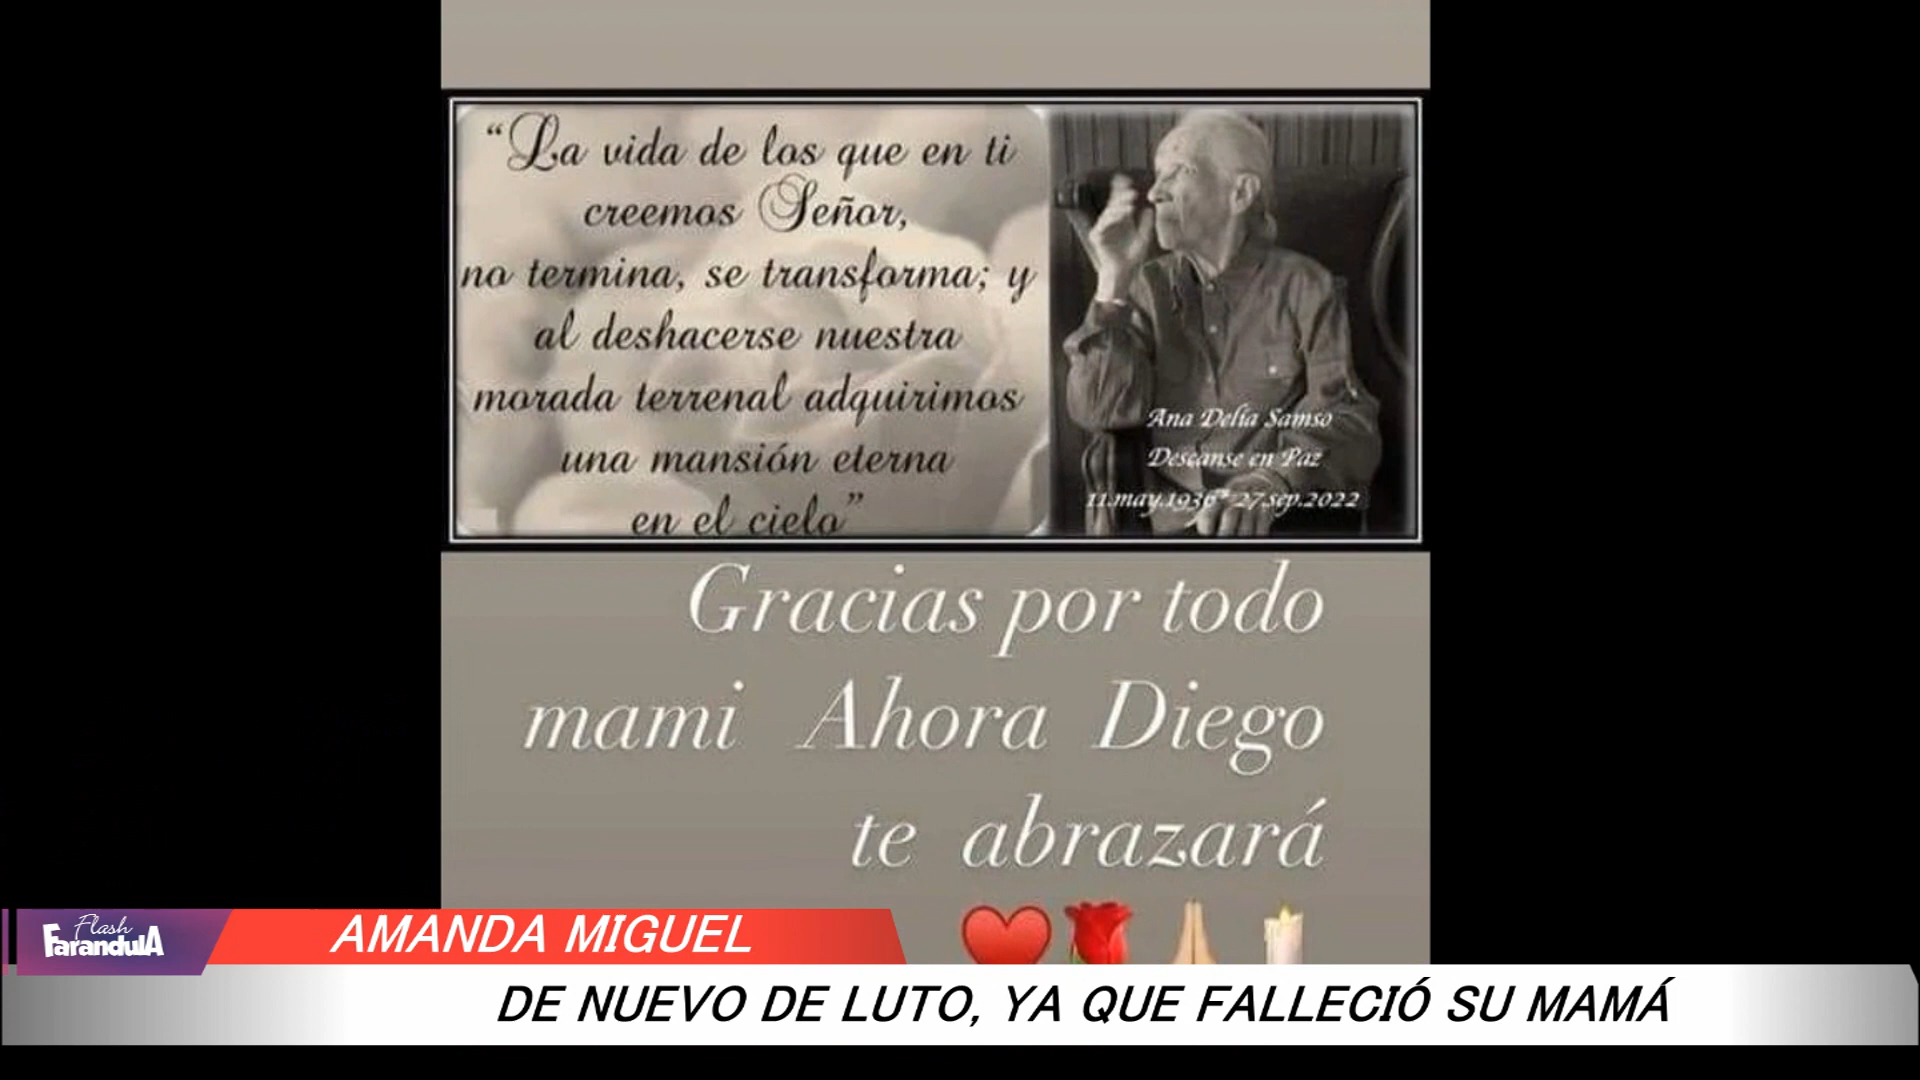 “La vida de los que en ti
creemos Señor,
no termina, se transforma; y
al deshacerse nuestra
morada terrenal adquirimos
una mansión eterna
en el cielo”
Ana Delia Samso
Descanse en Paz
11.may.1936* 27.sep.2022
Gracias por todo
mami Ahora Diego
te abrazará
Flash
FarandulA
AMANDA MIGUEL
DE NUEVO DE LUTO, YA QUE FALLECIÓ SU MAMÁ